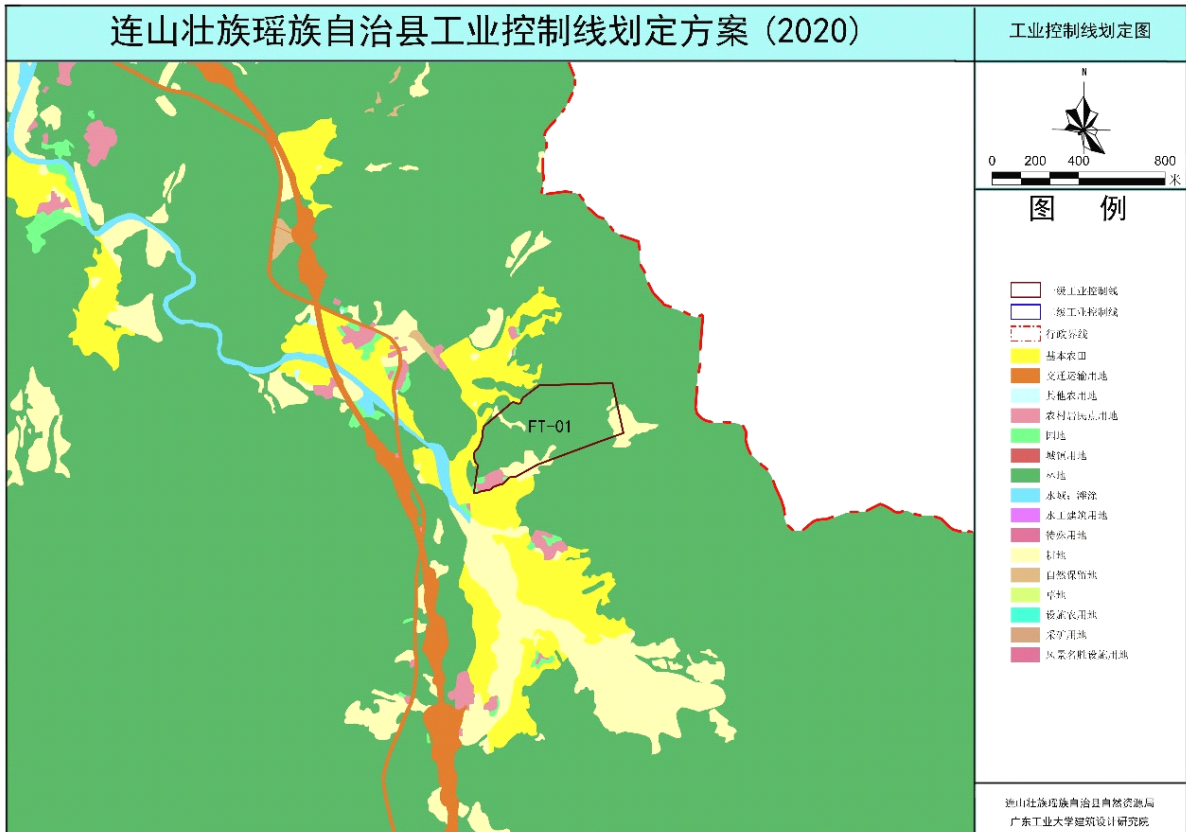 连山壮族瑶族自治县工业控制线划定方案(2020)
工业控制线划定图
N
0 200 400 800
米
图 例
级工业控制线
级工业控制线
行政界线
基本农田
交通运输用地
其他农用地
农村居民点用地
园地
城镇用地
林地
水域；滩涂
水工建筑用地
特殊用地
耕地
自然保留地
草地
设施农用地
采矿用地
风景名胜设施用地
FT-01
连山壮族瑶族自治县自然资源局
广东工业大学建筑设计研究院